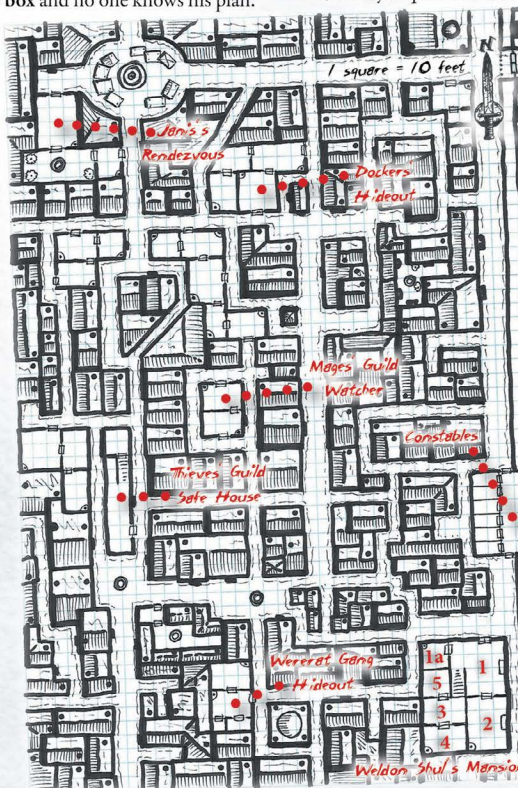 box and no one knows his plan.
N
1 square = 10 feet
Janis's
Rendezvous
Dockers'
Hideout
Mages' Guild
Watcher
Constables
Thieves' Guild
Safe House
Wererat Gang
Hideout
1a
1
5
3
2
4
Weldon Shul's Mansion